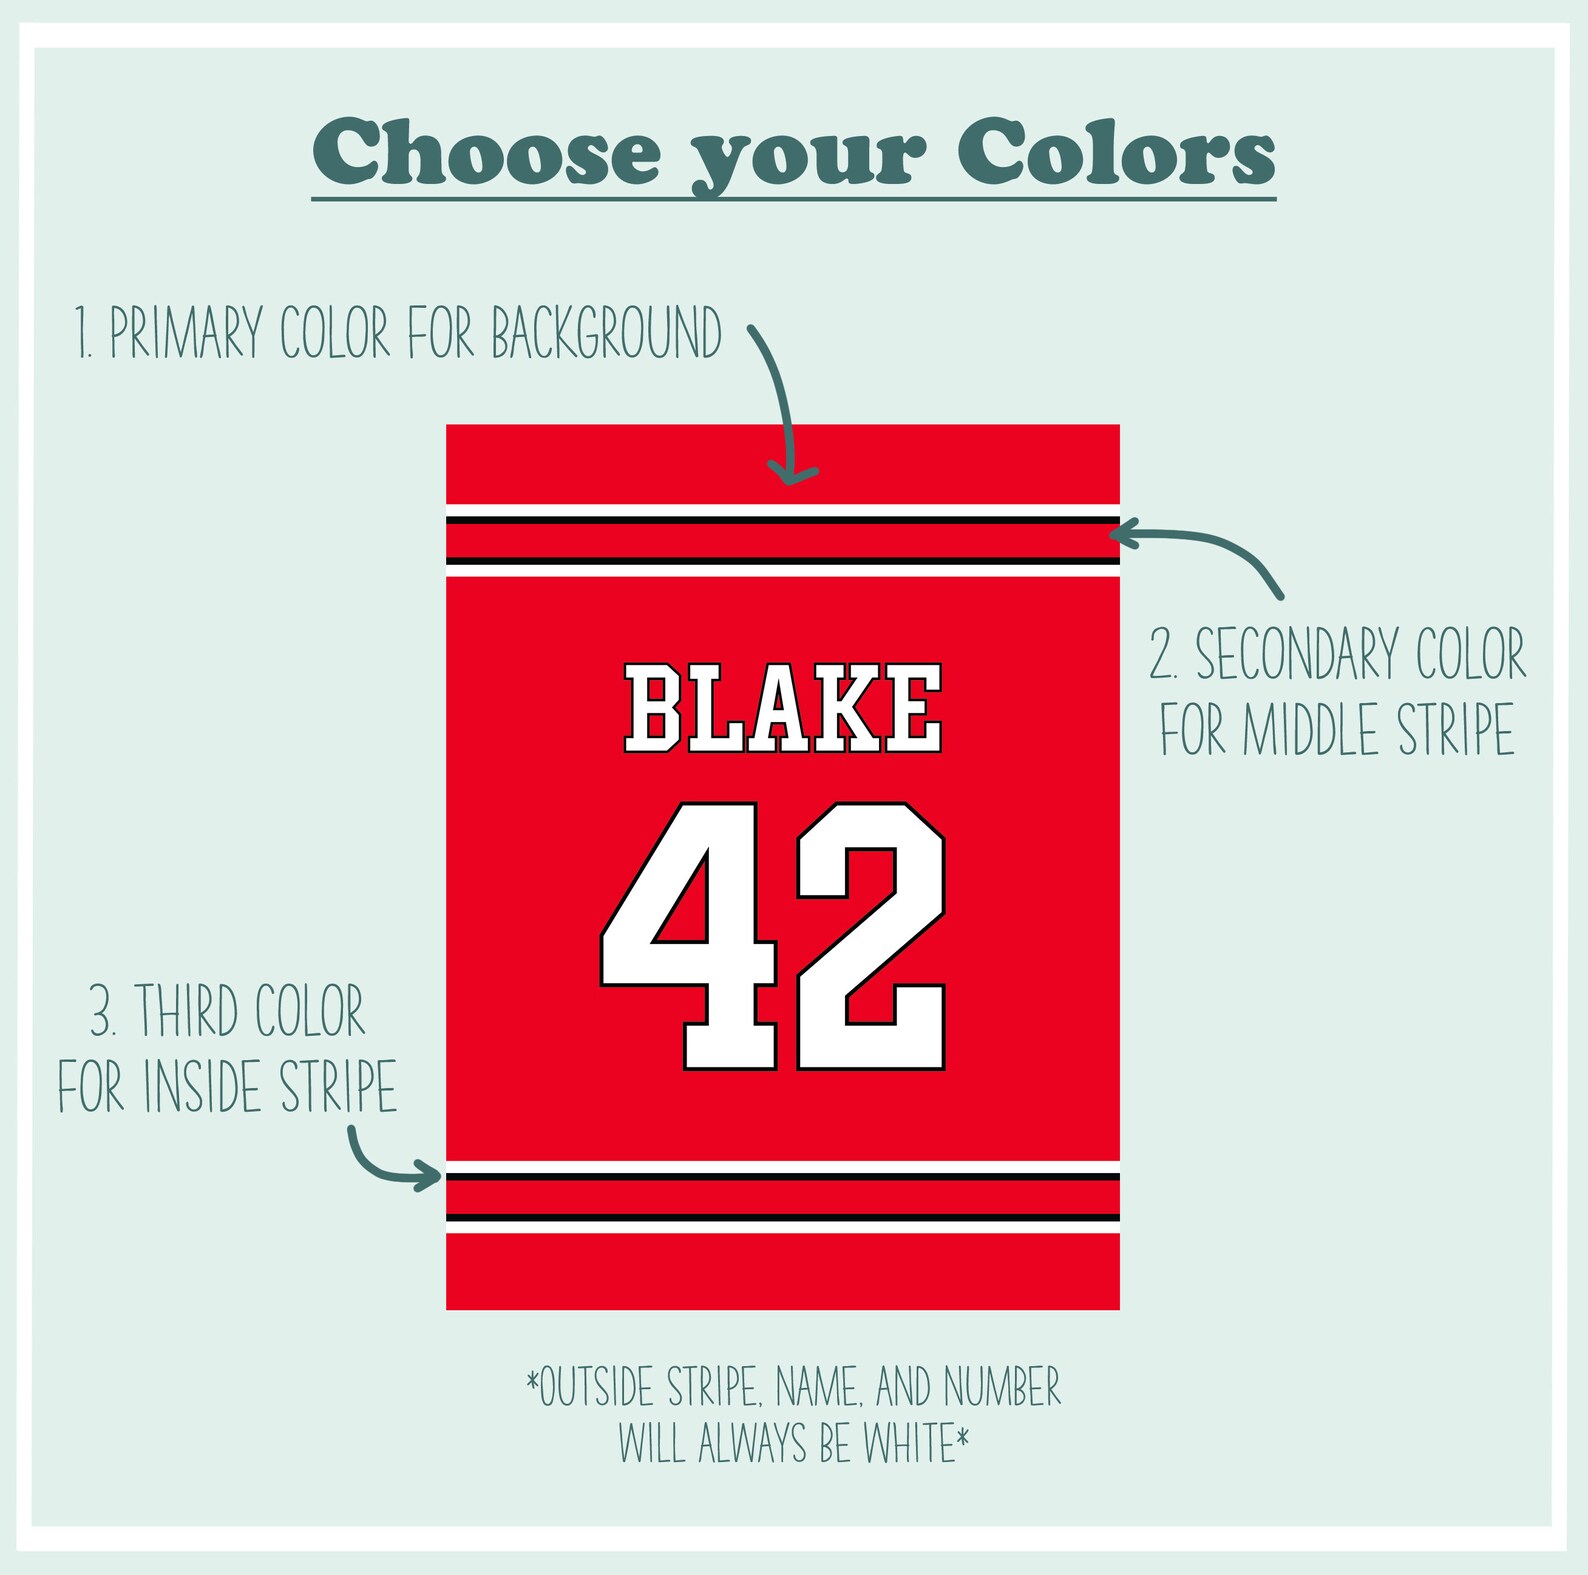 Choose your Colors
1. PRIMARY COLOR FOR BACKGROUND
2. SECONDARY COLOR
FOR MIDDLE STRIPE
BLAKE
42
3. THIRD COLOR
FOR INSIDE STRIPE
*OUTSIDE STRIPE, NAME, AND NUMBER
WILL ALWAYS BE WHITE*